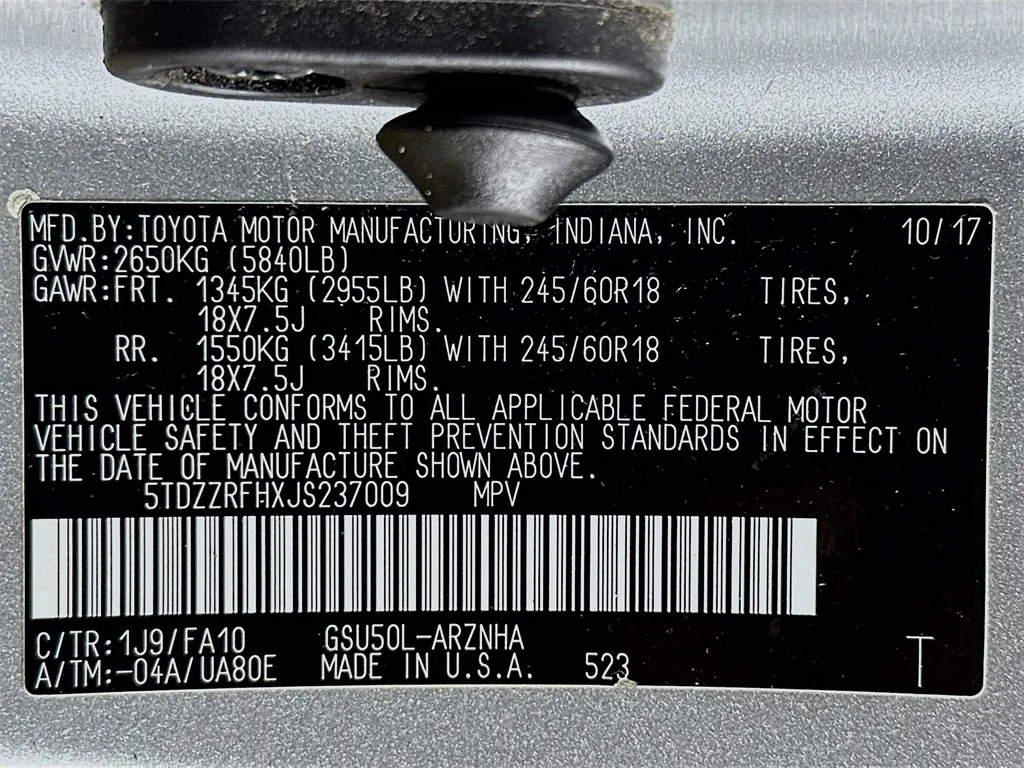 MFD.BY:TOYOTA MOTOR MANUFACTURING, INDIANA, INC. 10/17
GVWR:2650KG (5840LB)
GAWR:FRT. 1345KG (2955LB) WITH 245/60R18 TIRES,
18X7.5J RIMS.
RR. 1550KG (3415LB) WITH 245/60R18 TIRES,
18X7.5J RIMS.
THIS VEHICLE CONFORMS TO ALL APPLICABLE FEDERAL MOTOR
VEHICLE SAFETY AND THEFT PREVENTION STANDARDS IN EFFECT ON
THE DATE OF MANUFACTURE SHOWN ABOVE.
5TDZZRFHXJS237009 MPV
C/TR:1J9/FA10 GSU50L-ARZNHA
A/TM:-04A/UA80E MADE IN U.S.A. 523 T